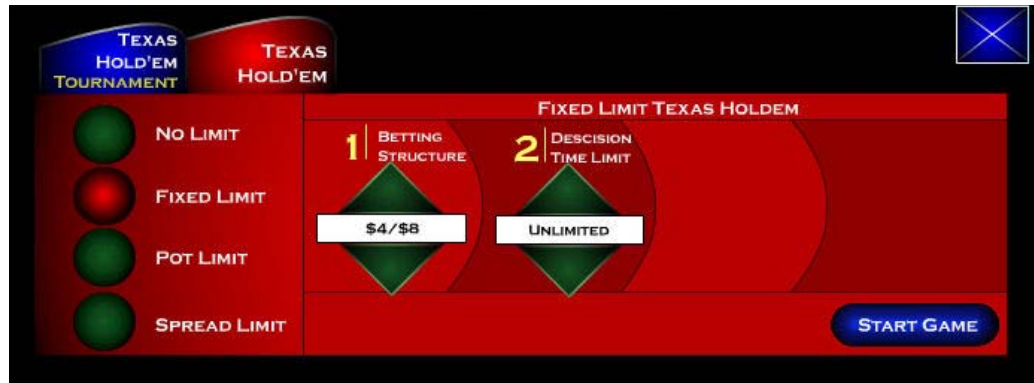 TEXAS
HOLD'EM
TOURNAMENT
TEXAS
HOLD'EM
FIXED LIMIT TEXAS HOLDEM
NO LIMIT
FIXED LIMIT
POT LIMIT
SPREAD LIMIT
1 BETTING
STRUCTURE
$4/$8
2 DESCISION
TIME LIMIT
UNLIMITED
START GAME